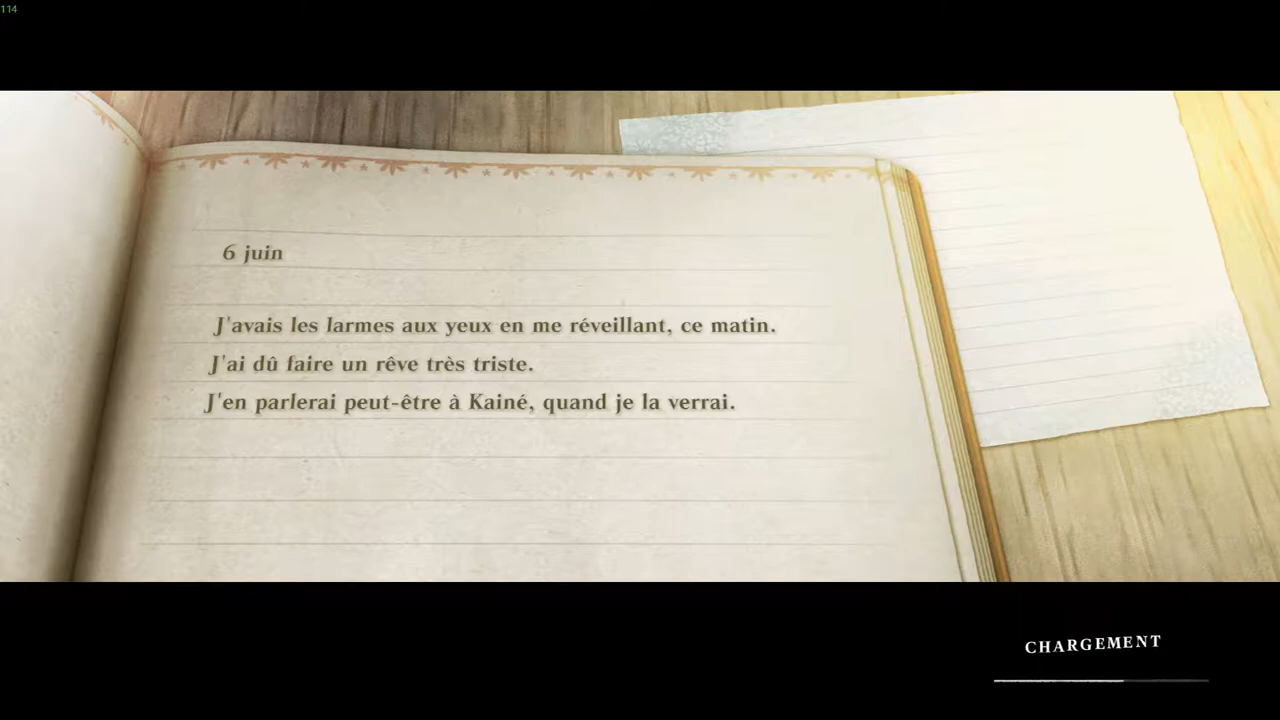 114
6 juin
J'avais les larmes aux yeux en me réveillant, ce matin.
J'ai dû faire un rêve très triste.
J'en parlerai peut-être à Kainé, quand je la verrai.
CHARGEMENT